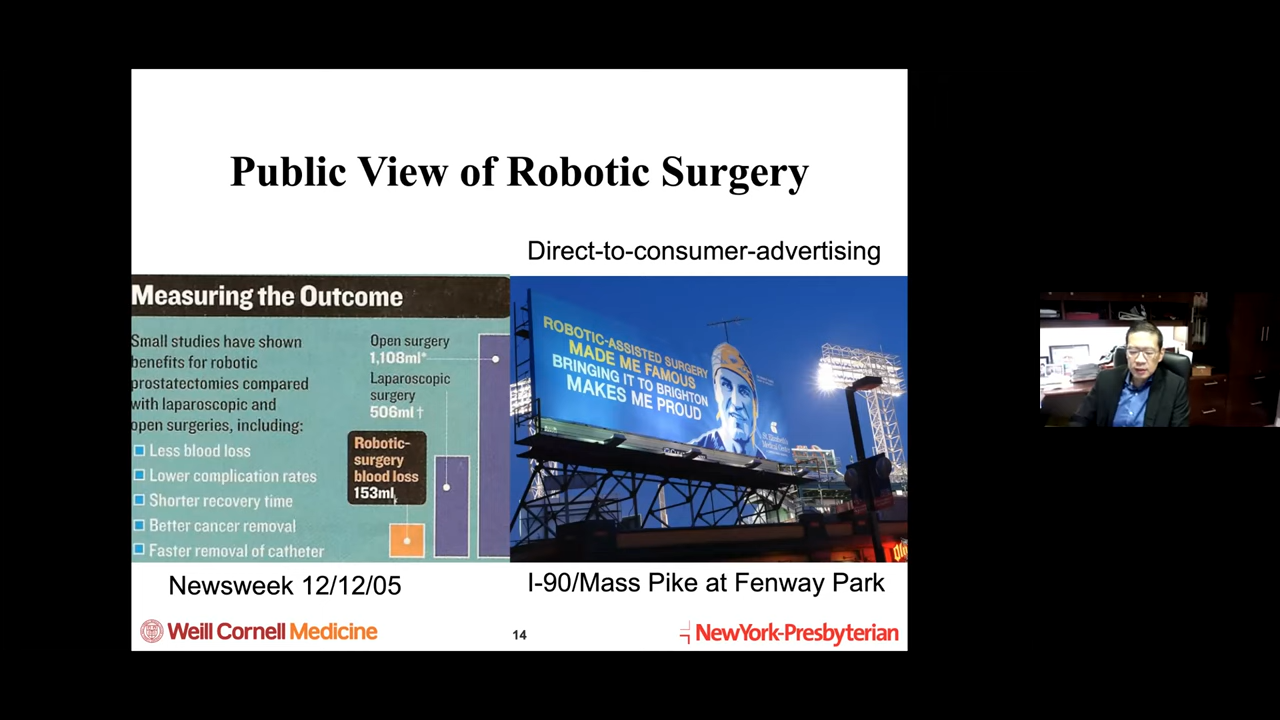 Public View of Robotic Surgery
Direct-to-consumer-advertising
Measuring the Outcome
Small studies have shown
benefits for robotic
prostatectomies compared
with laparoscopic and
open surgeries, including:
Less blood loss
Lower complication rates
Shorter recovery time
Better cancer removal
Faster removal of catheter
Open surgery
1,108ml*
Laparoscopic
surgery
506ml†
Robotic-
surgery
blood loss
153ml
ROBOTIC-ASSISTED SURGERY
MADE ME FAMOUS
BRINGING IT TO BRIGHTON
MAKES ME PROUD
St. Elizabeth's
Medical Center
Newsweek 12/12/05
I-90/Mass Pike at Fenway Park
Weill Cornell Medicine
14
NewYork-Presbyterian